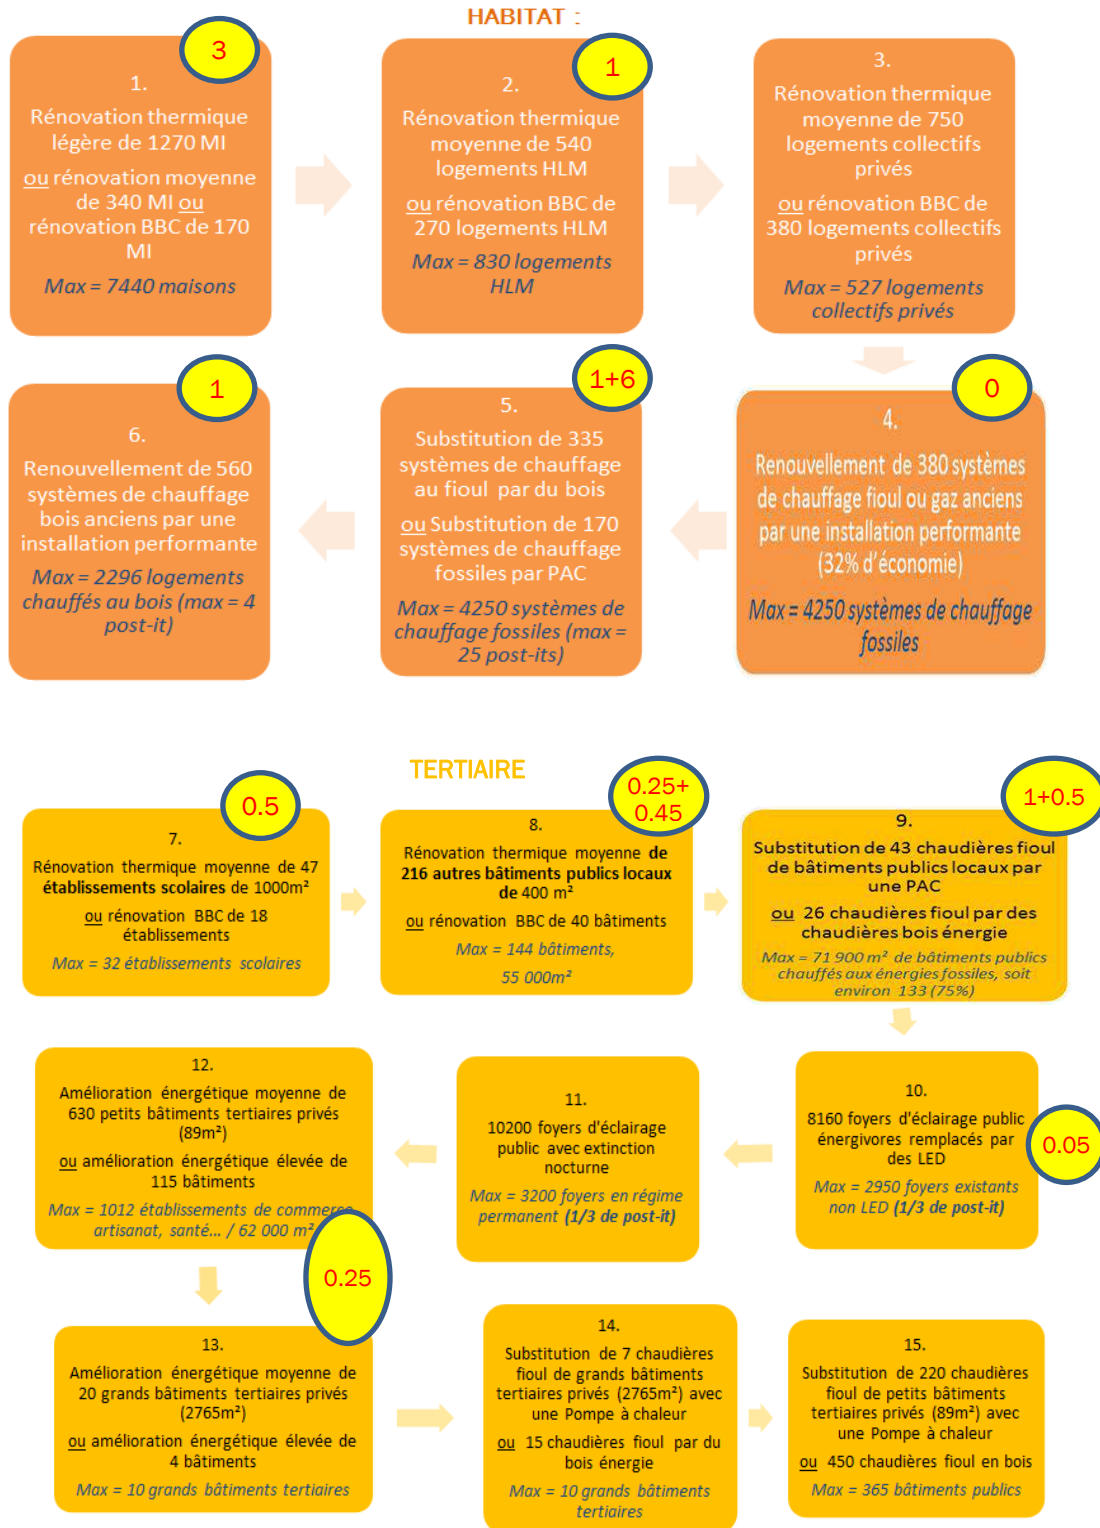 HABITAT :
3
1.
Rénovation thermique
légère de 1270 MI
ou rénovation moyenne
de 340 MI ou
rénovation BBC de 170
MI
Max = 7440 maisons
1
2.
Rénovation thermique
moyenne de 540
logements HLM
ou rénovation BBC de
270 logements HLM
Max = 830 logements
HLM
3.
Rénovation thermique
moyenne de 750
logements collectifs
privés
ou rénovation BBC de
380 logements collectifs
privés
Max = 527 logements
collectifs privés
0
4.
Renouvellement de 380 systèmes
de chauffage fioul ou gaz anciens
par une installation performante
(32% d'économie)
Max = 4250 systèmes de chauffage
fossiles
1+6
5.
Substitution de 335
systèmes de chauffage
au fioul par du bois
ou Substitution de 170
systèmes de chauffage
fossiles par PAC
Max = 4250 systèmes de
chauffage fossiles (max =
25 post-its)
1
6.
Renouvellement de 560
systèmes de chauffage
bois anciens par une
installation performante
Max = 2296 logements
chauffés au bois (max = 4
post-it)
TERTIAIRE
0.5
7.
Rénovation thermique moyenne de 47
établissements scolaires de 1000m²
ou rénovation BBC de 18
établissements
Max = 32 établissements scolaires
0.25+
0.45
8.
Rénovation thermique moyenne de
216 autres bâtiments publics locaux
de 400 m²
ou rénovation BBC de 40 bâtiments
Max = 144 bâtiments,
55 000m²
1+0.5
9.
Substitution de 43 chaudières fioul
de bâtiments publics locaux par
une PAC
ou 26 chaudières fioul par des
chaudières bois énergie
Max = 71 900 m² de bâtiments publics
chauffés aux énergies fossiles, soit
environ 133 (75%)
10.
8160 foyers d'éclairage public
énergivores remplacés par
des LED
Max = 2950 foyers existants
non LED (1/3 de post-it)
0.05
11.
10200 foyers d'éclairage
public avec extinction
nocturne
Max = 3200 foyers en régime
permanent (1/3 de post-it)
12.
Amélioration énergétique moyenne de
630 petits bâtiments tertiaires privés
(89m²)
ou amélioration énergétique élevée de
115 bâtiments
Max = 1012 établissements de commerce
artisanat, santé... / 62 000 m²
0.25
13.
Amélioration énergétique moyenne de
20 grands bâtiments tertiaires privés
(2765m²)
ou amélioration énergétique élevée de
4 bâtiments
Max = 10 grands bâtiments tertiaires
14.
Substitution de 7 chaudières
fioul de grands bâtiments
tertiaires privés (2765m²) avec
une Pompe à chaleur
ou 15 chaudières fioul par du
bois énergie
Max = 10 grands bâtiments
tertiaires
15.
Substitution de 220 chaudières
fioul de petits bâtiments
tertiaires privés (89m²) avec
une Pompe à chaleur
ou 450 chaudières fioul en bois
Max = 365 bâtiments publics